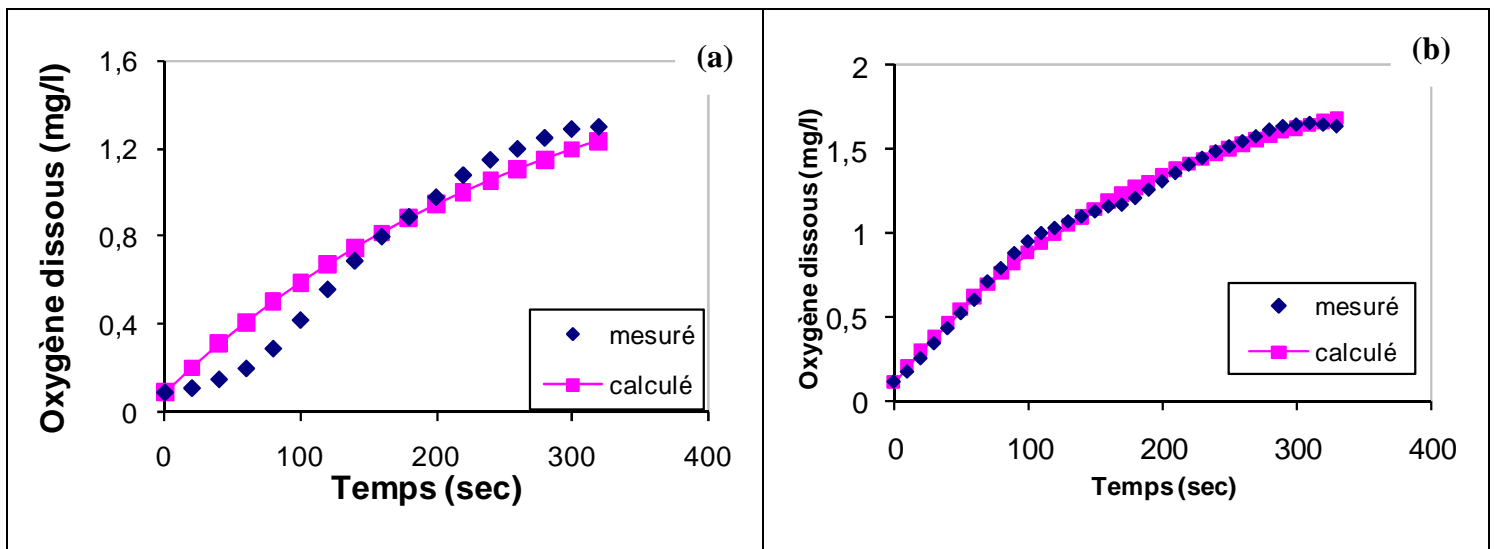 (a)
Oxygène dissous (mg/l)
1,6
1,2
0,8
0,4
0
0 100 200 300 400
Temps (sec)
mesuré
calculé
(b)
Oxygène dissous (mg/l)
2
1,5
1
0,5
0
0 100 200 300 400
Temps (sec)
mesuré
calculé